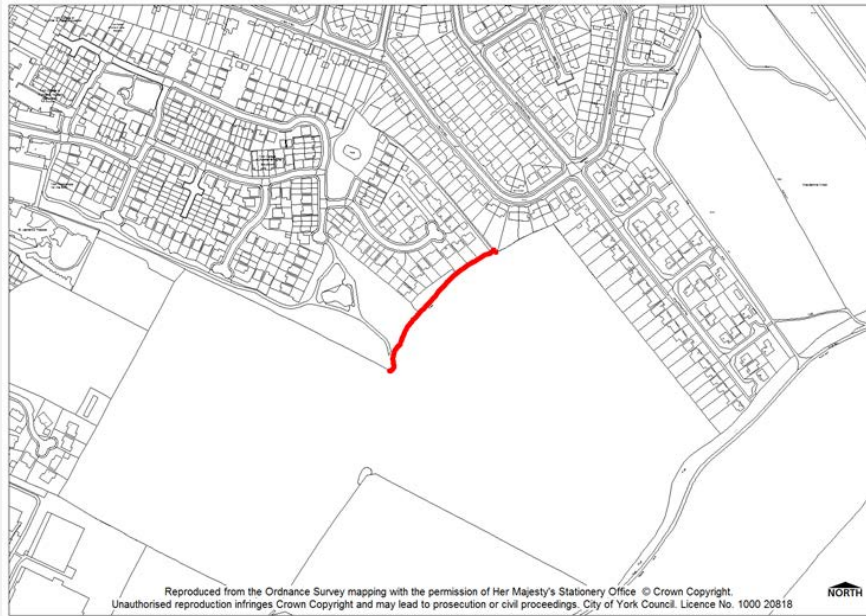 Reproduced from the Ordnance Survey mapping with the permission of Her Majesty's Stationery Office © Crown Copyright.
Unauthorised reproduction infringes Crown Copyright and may lead to prosecution or civil proceedings. City of York Council. Licence No. 1000 20818
NORTH